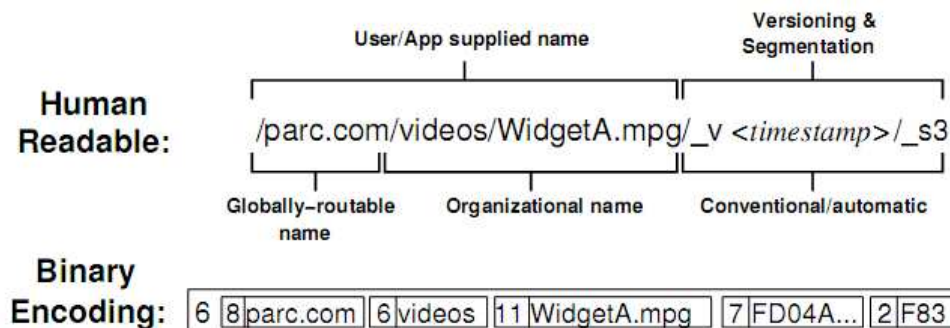 User/App supplied name
Versioning &
Segmentation
Human
Readable:
/parc.com/videos/WidgetA.mpg/_v <timestamp>/_s3
Globally-routable
name
Organizational name
Conventional/automatic
Binary
Encoding:
6 8 parc.com 6 videos 11 WidgetA.mpg 7 FD04A... 2 F83